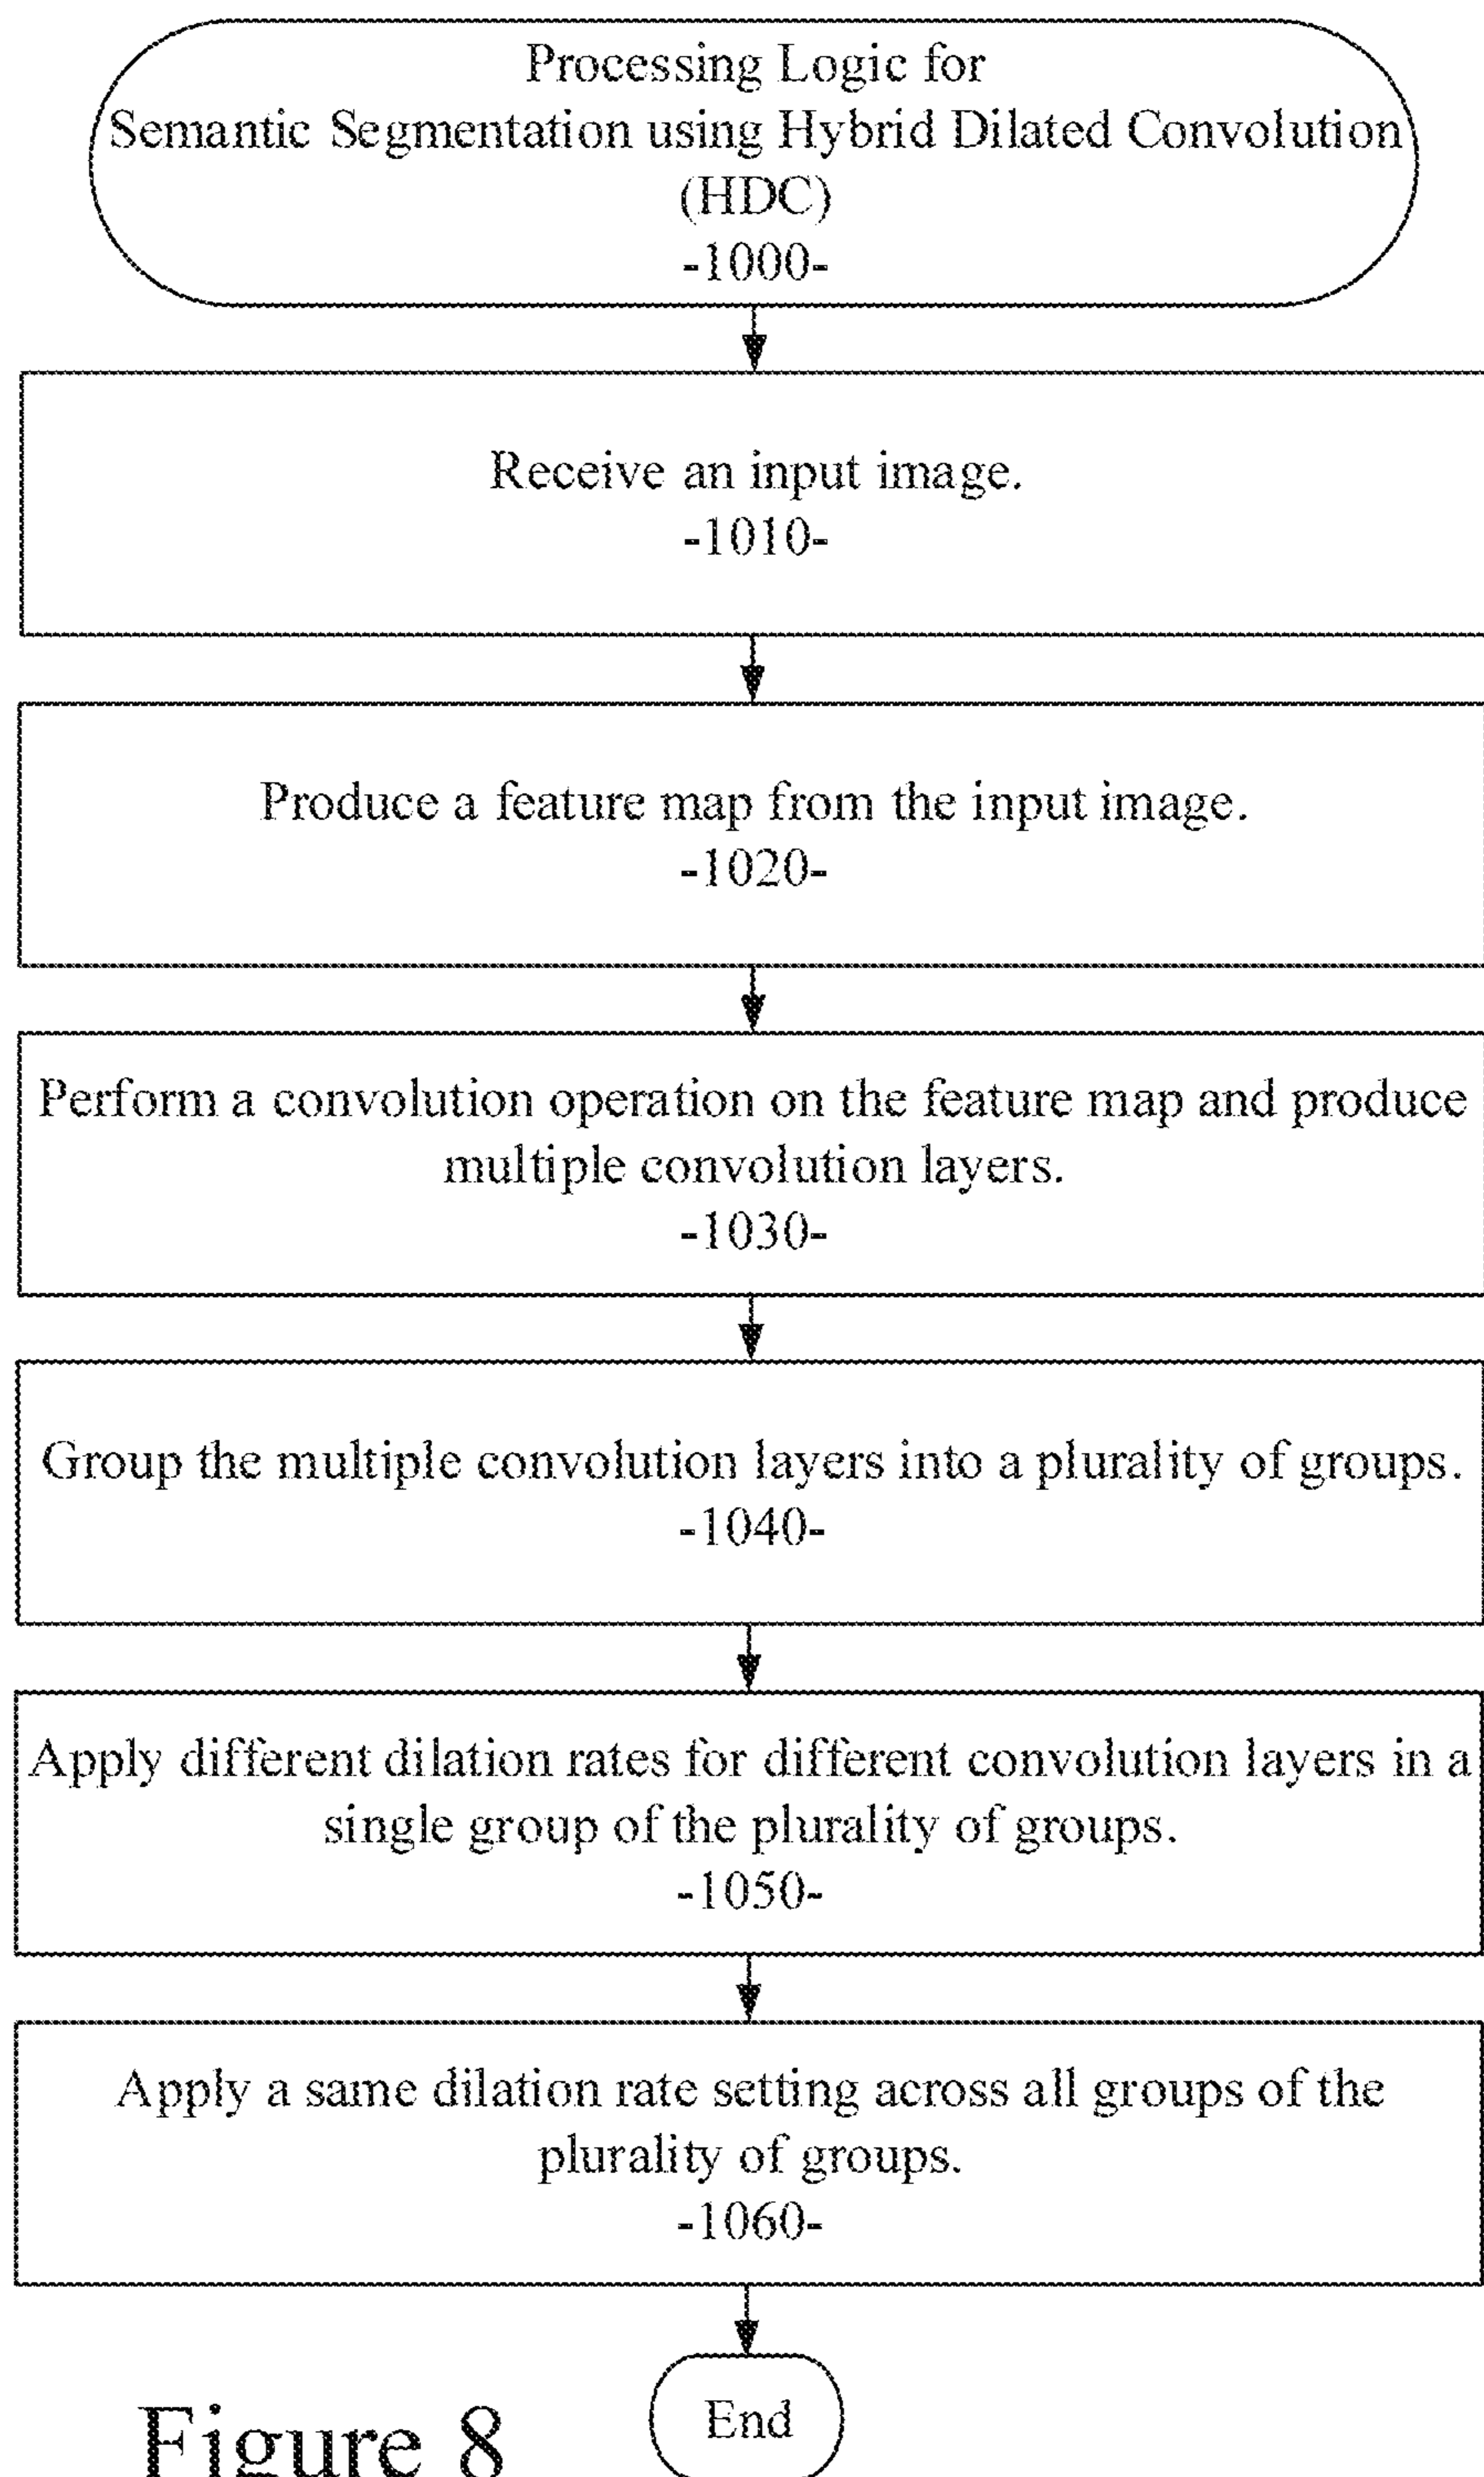 Processing Logic for
Semantic Segmentation using Hybrid Dilated Convolution
(HDC)
-1000-
Receive an input image.
-1010-
Produce a feature map from the input image.
-1020-
Perform a convolution operation on the feature map and produce
multiple convolution layers.
-1030-
Group the multiple convolution layers into a plurality of groups.
-1040-
Apply different dilation rates for different convolution layers in a
single group of the plurality of groups.
-1050-
Apply a same dilation rate setting across all groups of the
plurality of groups.
-1060-
End
Figure 8